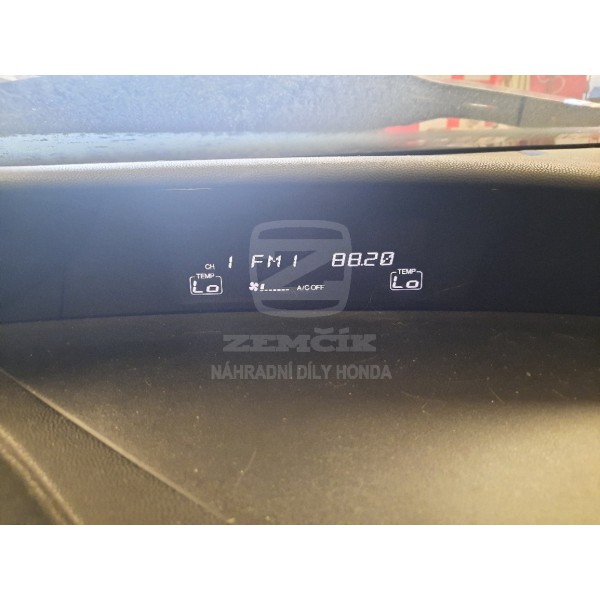 CH 1 FM1 88.20
TEMP TEMP
Lo A/C OFF Lo
ZEMČÍK
NÁHRADNÍ DÍLY HONDA